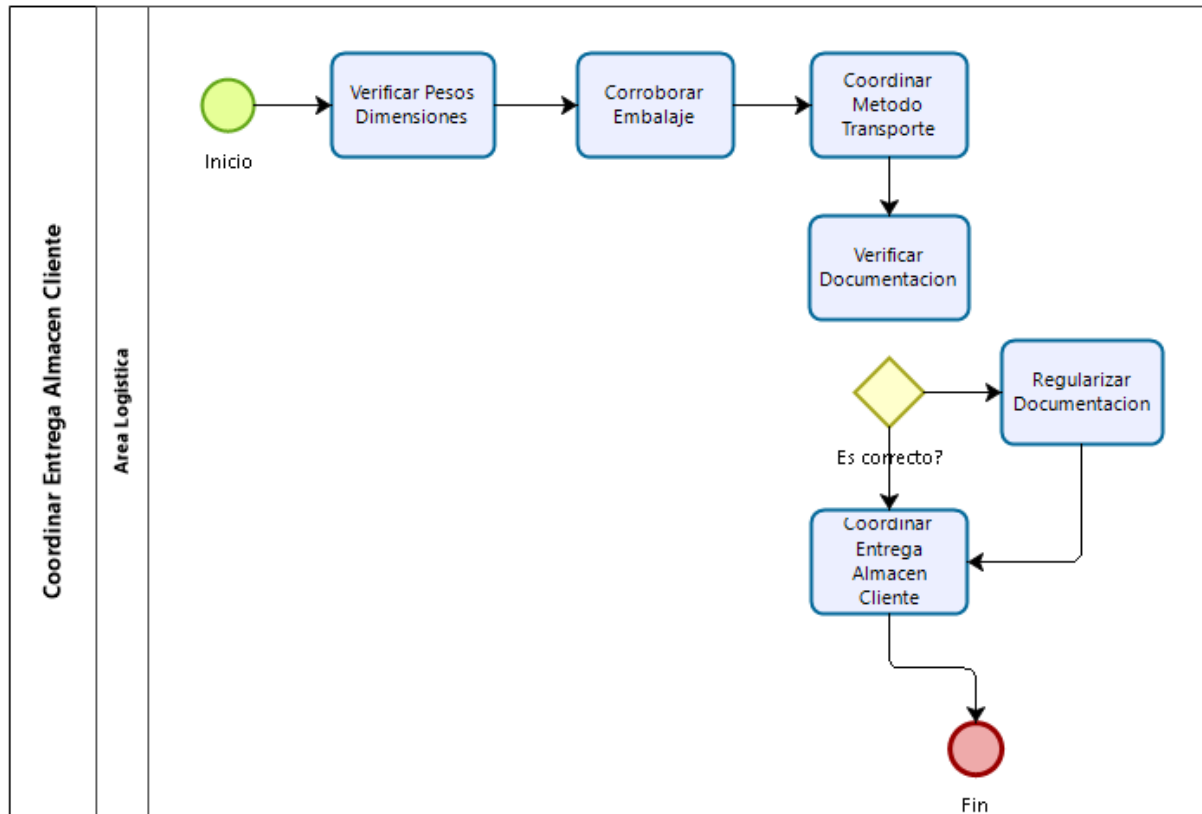 Coordinar Entrega Almacen Cliente
Area Logistica
Inicio
Verificar Pesos
Dimensiones
Corroborar
Embalaje
Coordinar
Metodo
Transporte
Verificar
Documentacion
Es correcto?
Regularizar
Documentacion
Coordinar
Entrega
Almacen
Cliente
Fin